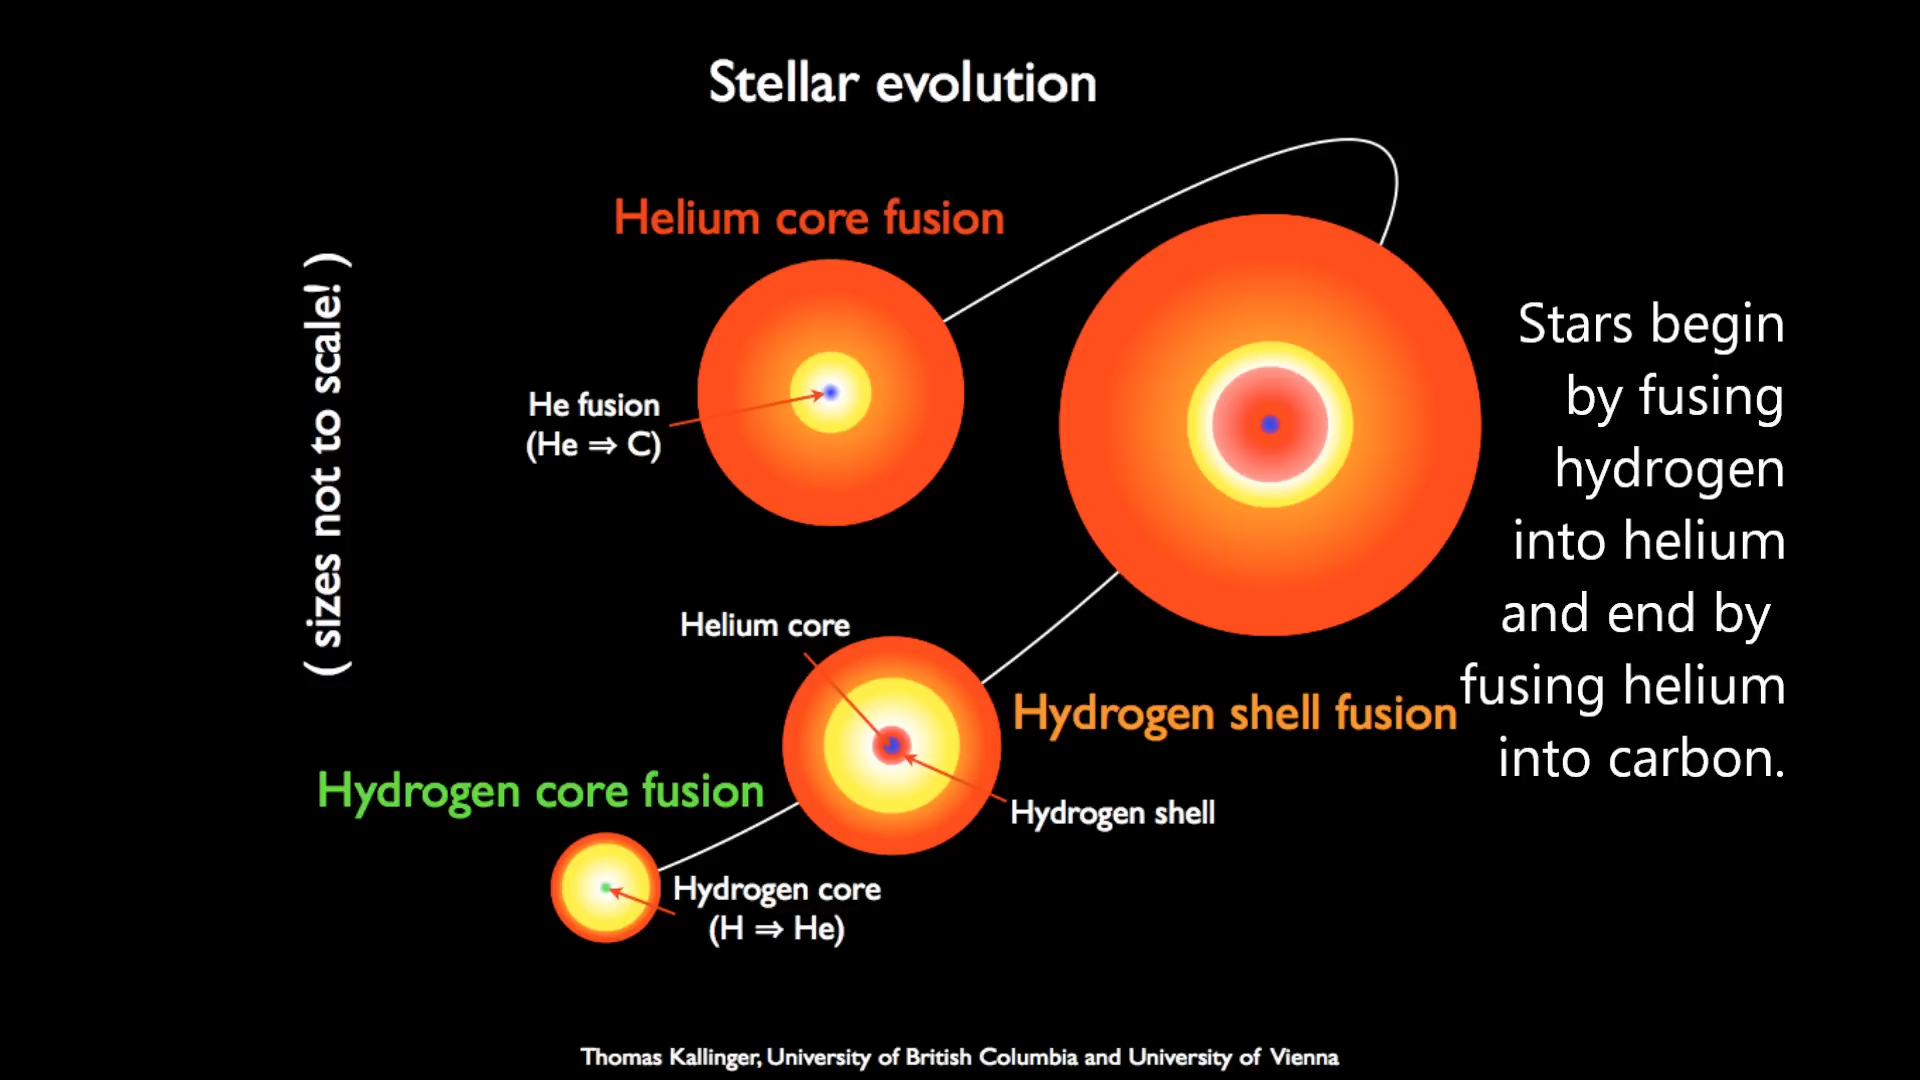 Stellar evolution
Helium core fusion
( sizes not to scale! )
He fusion
(He ⇒ C)
Helium core
Hydrogen shell fusion
Hydrogen shell
Hydrogen core fusion
Hydrogen core
(H ⇒ He)
Stars begin
by fusing
hydrogen
into helium
and end by
fusing helium
into carbon.
Thomas Kallinger, University of British Columbia and University of Vienna